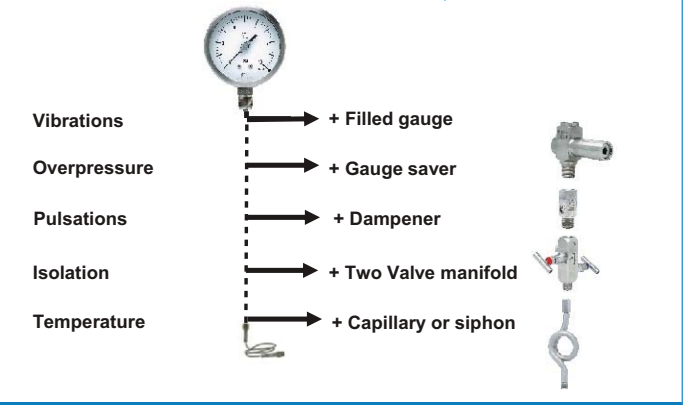 Vibrations + Filled gauge
Overpressure + Gauge saver
Pulsations + Dampener
Isolation + Two Valve manifold
Temperature + Capillary or siphon